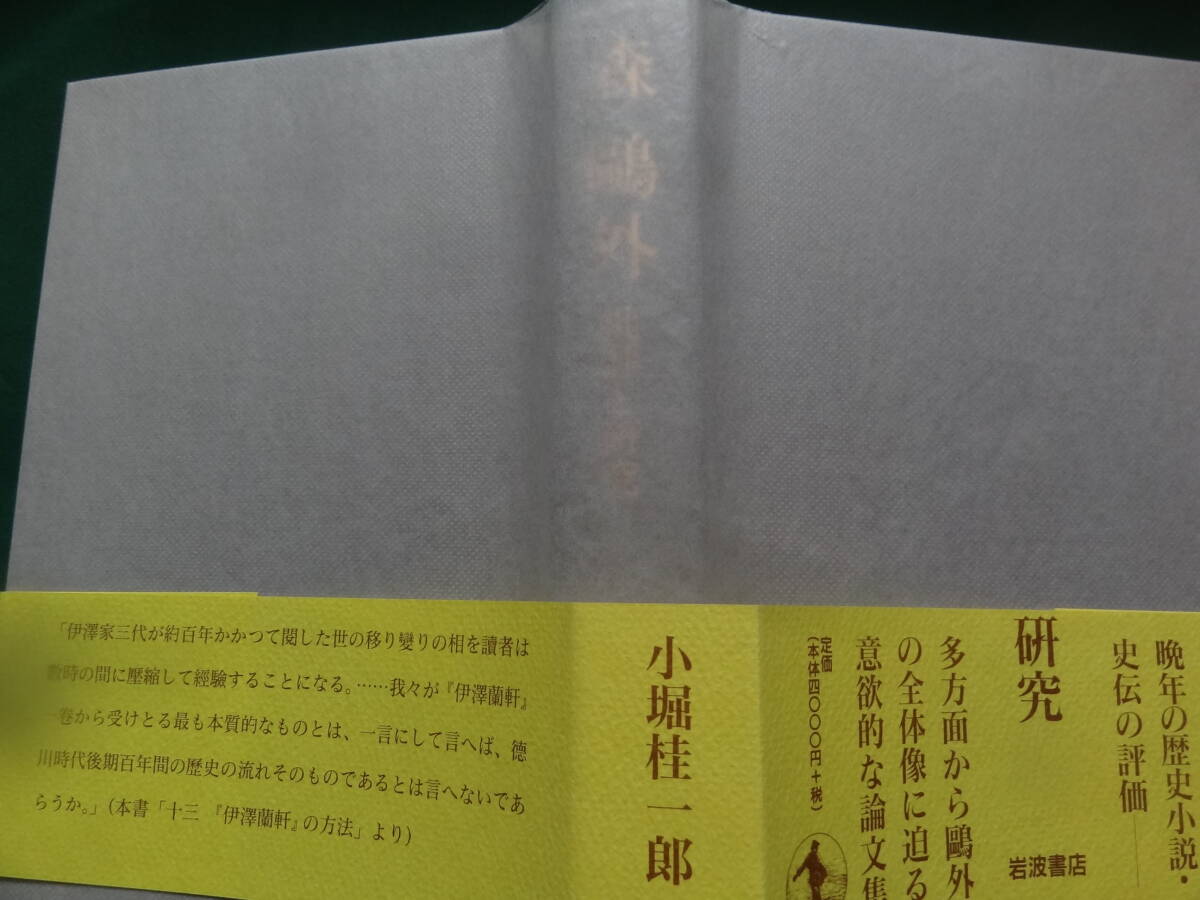 晩年の歴史小説・
史伝の評価――
研究
岩波書店
多方面から鷗外
の全体像に迫る
意欲的な論文集
定価
(本体四〇〇〇円+税)
小堀桂一郎
「伊澤家三代が約百年かかつて閲した世の移り變りの相を讀者は
數時の間に壓縮して經驗することになる。……我々が『伊澤蘭軒』
一卷から受けとる最も本質的なものとは、一言にして言へば、德
川時代後期百年間の歷史の流れそのものであるとは言へないであ
らうか。」(本書「十三 『伊澤蘭軒』の方法」より)